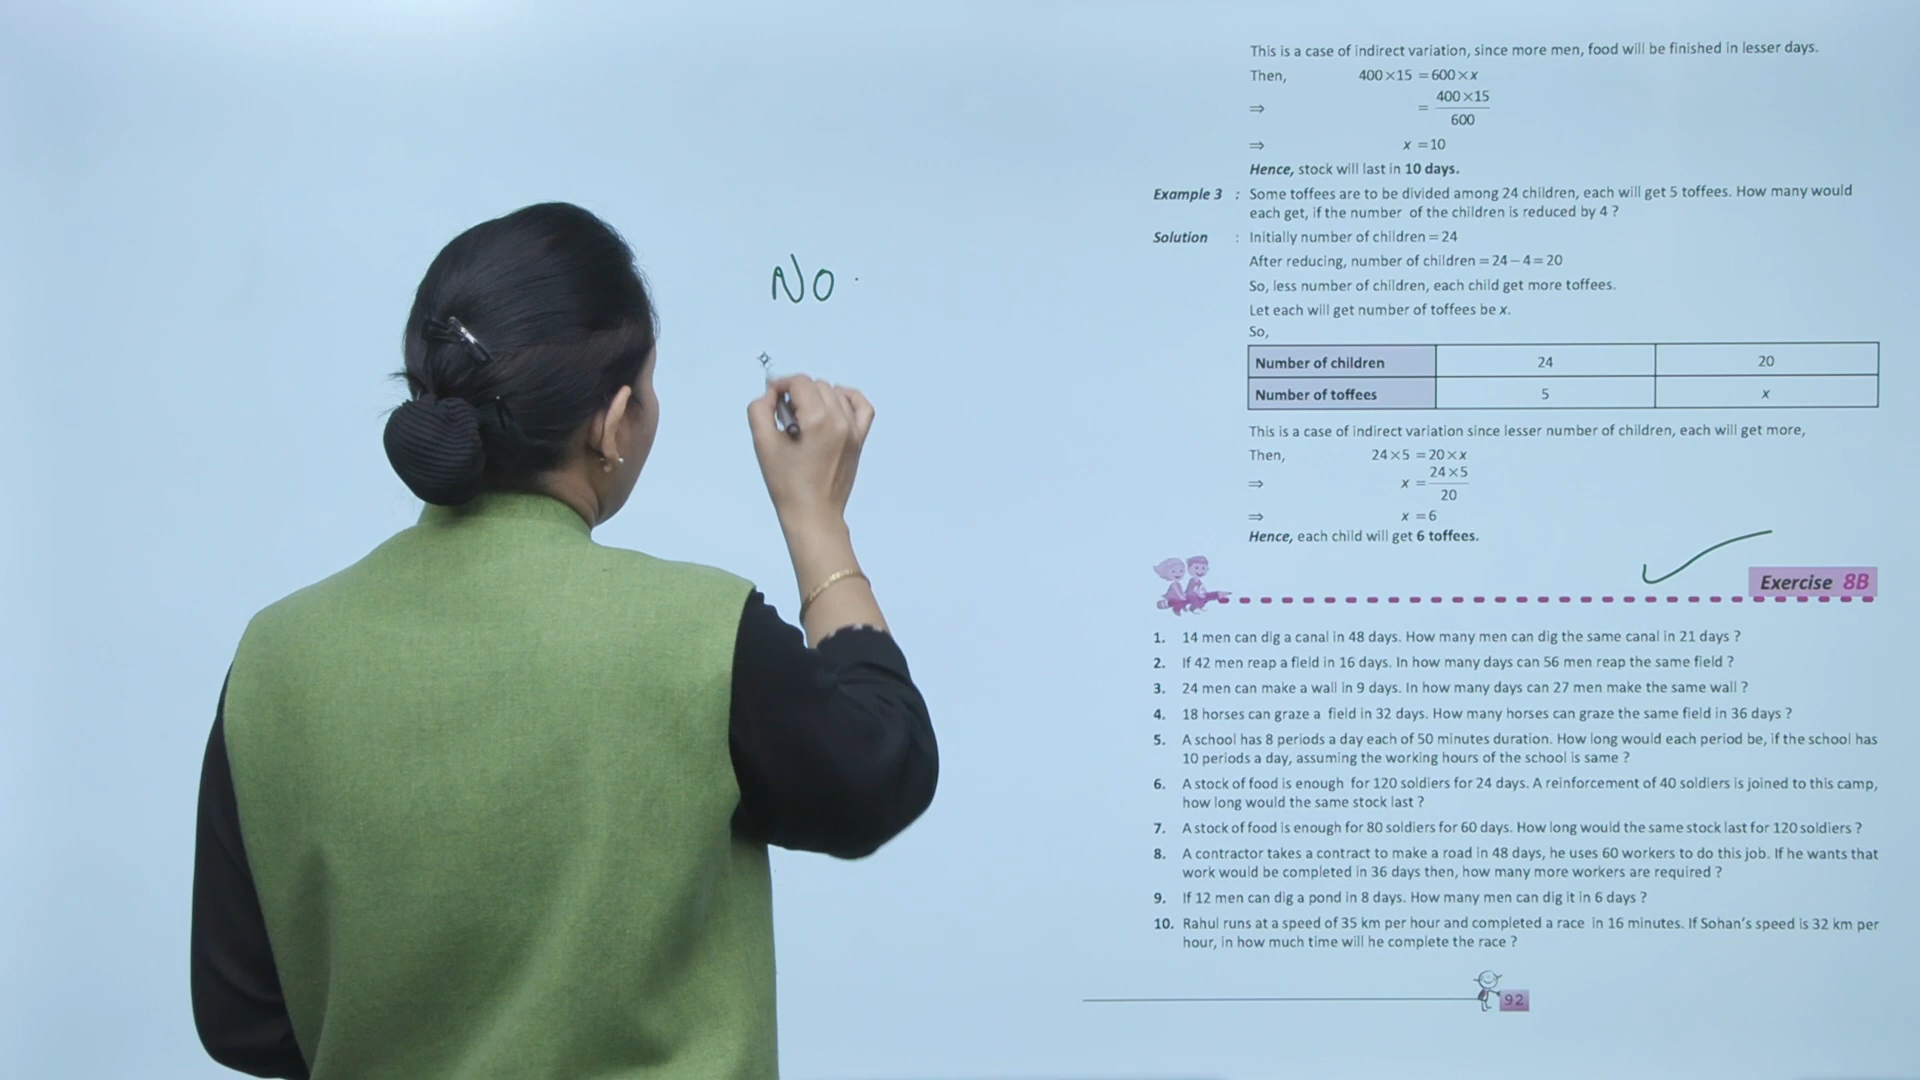 No.
This is a case of indirect variation, since more men, food will be finished in lesser days.
Then, 400×15 = 600×x
⇒ = 400×15
600
⇒ x = 10
Hence, stock will last in 10 days.
Example 3 : Some toffees are to be divided among 24 children, each will get 5 toffees. How many would
each get, if the number of the children is reduced by 4 ?
Solution : Initially number of children = 24
After reducing, number of children = 24 – 4 = 20
So, less number of children, each child get more toffees.
Let each will get number of toffees be x.
So,
Number of children 24 20
Number of toffees 5 x
This is a case of indirect variation since lesser number of children, each will get more,
Then, 24×5 = 20×x
⇒ x = 24×5
20
⇒ x = 6
Hence, each child will get 6 toffees.
Exercise 8B
1. 14 men can dig a canal in 48 days. How many men can dig the same canal in 21 days ?
2. If 42 men reap a field in 16 days. In how many days can 56 men reap the same field ?
3. 24 men can make a wall in 9 days. In how many days can 27 men make the same wall ?
4. 18 horses can graze a field in 32 days. How many horses can graze the same field in 36 days ?
5. A school has 8 periods a day each of 50 minutes duration. How long would each period be, if the school has
10 periods a day, assuming the working hours of the school is same ?
6. A stock of food is enough for 120 soldiers for 24 days. A reinforcement of 40 soldiers is joined to this camp,
how long would the same stock last ?
7. A stock of food is enough for 80 soldiers for 60 days. How long would the same stock last for 120 soldiers ?
8. A contractor takes a contract to make a road in 48 days, he uses 60 workers to do this job. If he wants that
work would be completed in 36 days then, how many more workers are required ?
9. If 12 men can dig a pond in 8 days. How many men can dig it in 6 days ?
10. Rahul runs at a speed of 35 km per hour and completed a race in 16 minutes. If Sohan's speed is 32 km per
hour, in how much time will he complete the race ?
92